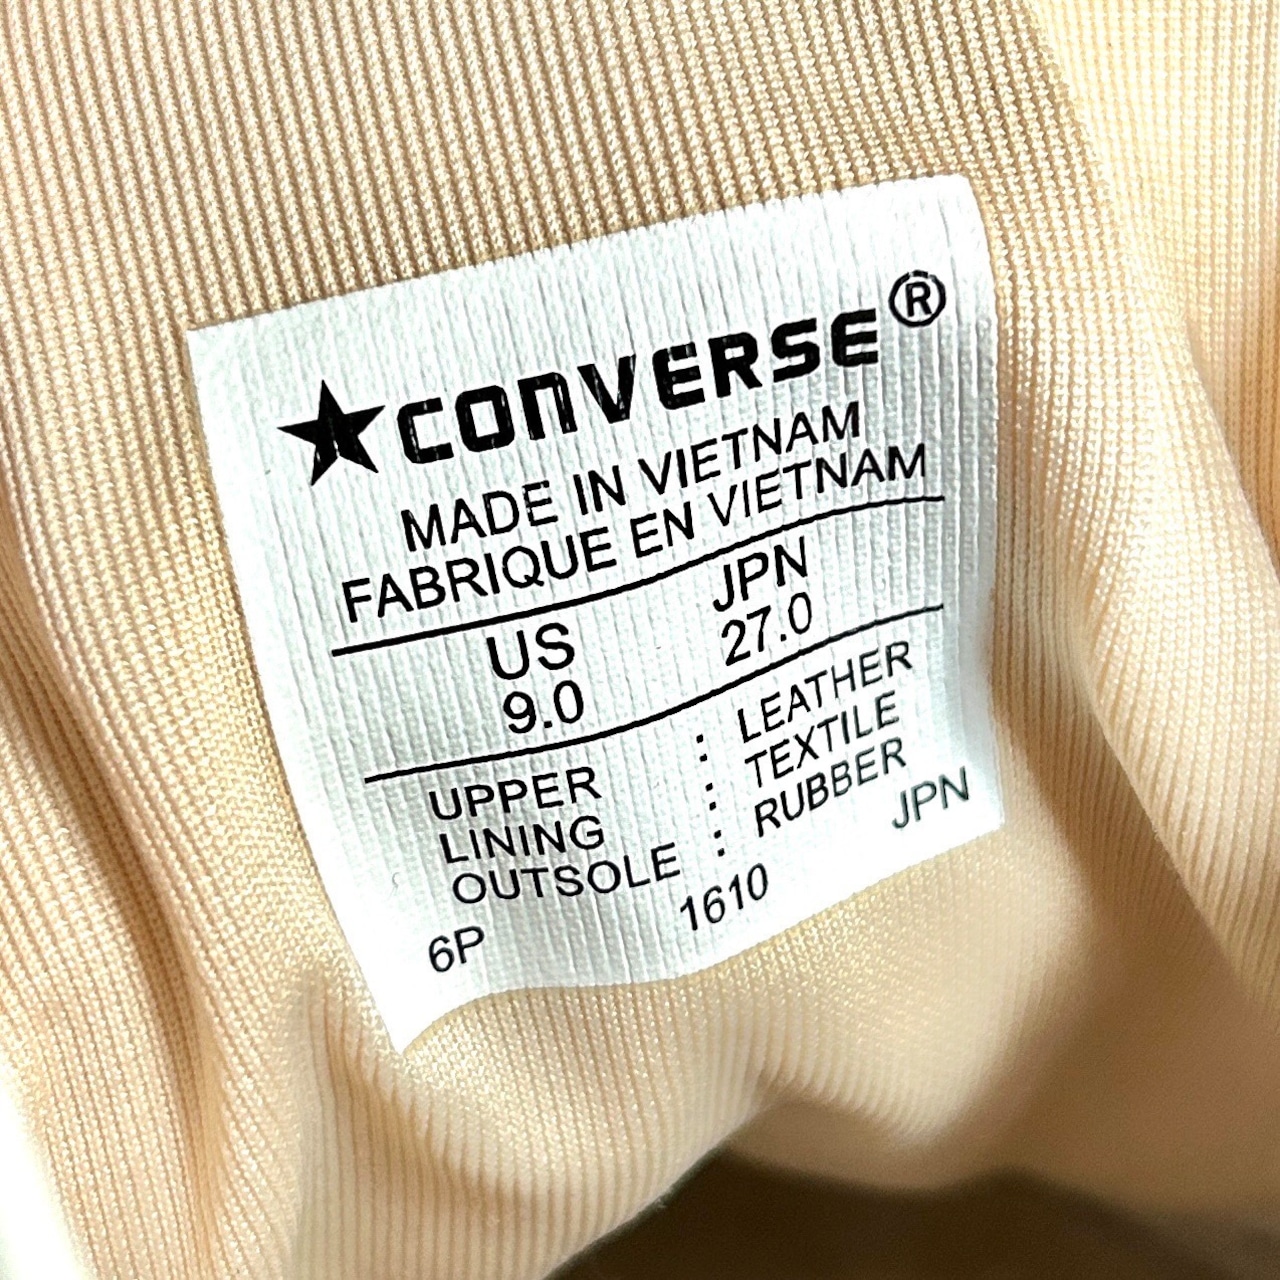 ★CONVERSE®
MADE IN VIETNAM
FABRIQUE EN VIETNAM
US JPN
9.0 27.0
UPPER : LEATHER
LINING : TEXTILE
OUTSOLE : RUBBER
6P 1610 JPN